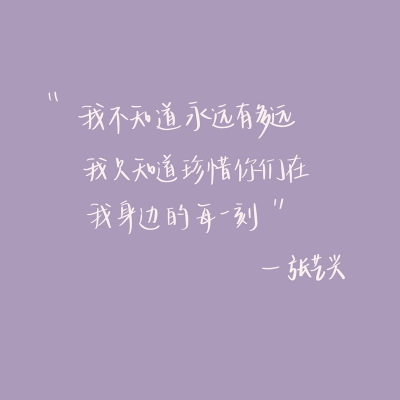 "我不知道永远有多远
我只知道珍惜你们在
我身边的每一刻"
一张艺兴